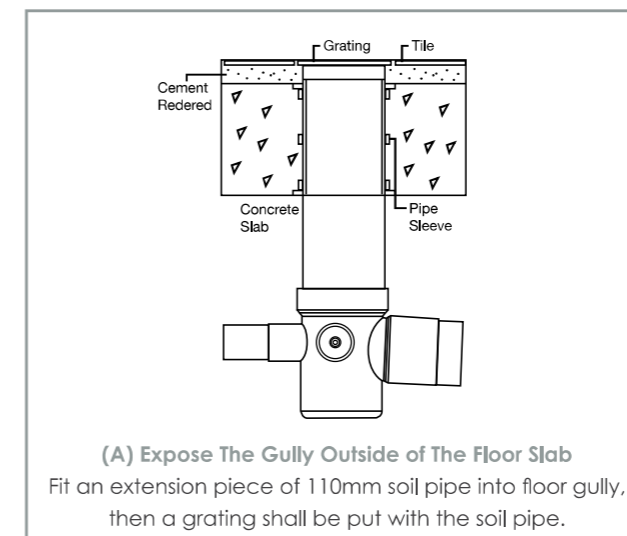 Grating
Tile
Cement
Redered
Concrete
Slab
Pipe
Sleeve
(A) Expose The Gully Outside of The Floor Slab
Fit an extension piece of 110mm soil pipe into floor gully,
then a grating shall be put with the soil pipe.